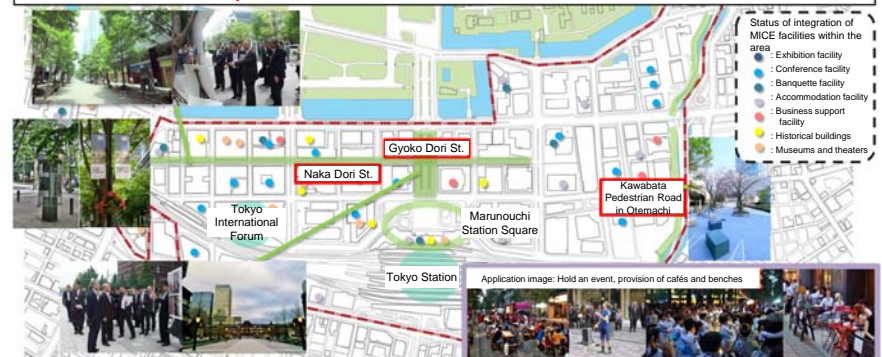 Status of integration of
MICE facilities within the
area
: Exhibition facility
: Conference facility
: Banquette facility
: Accommodation facility
: Business support
facility
: Historical buildings
: Museums and theaters
Gyoko Dori St.
Naka Dori St.
Kawabata
Pedestrian Road
in Otemachi
Tokyo
International
Forum
Marunouchi
Station Square
Tokyo Station
Application image: Hold an event, provision of cafés and benches